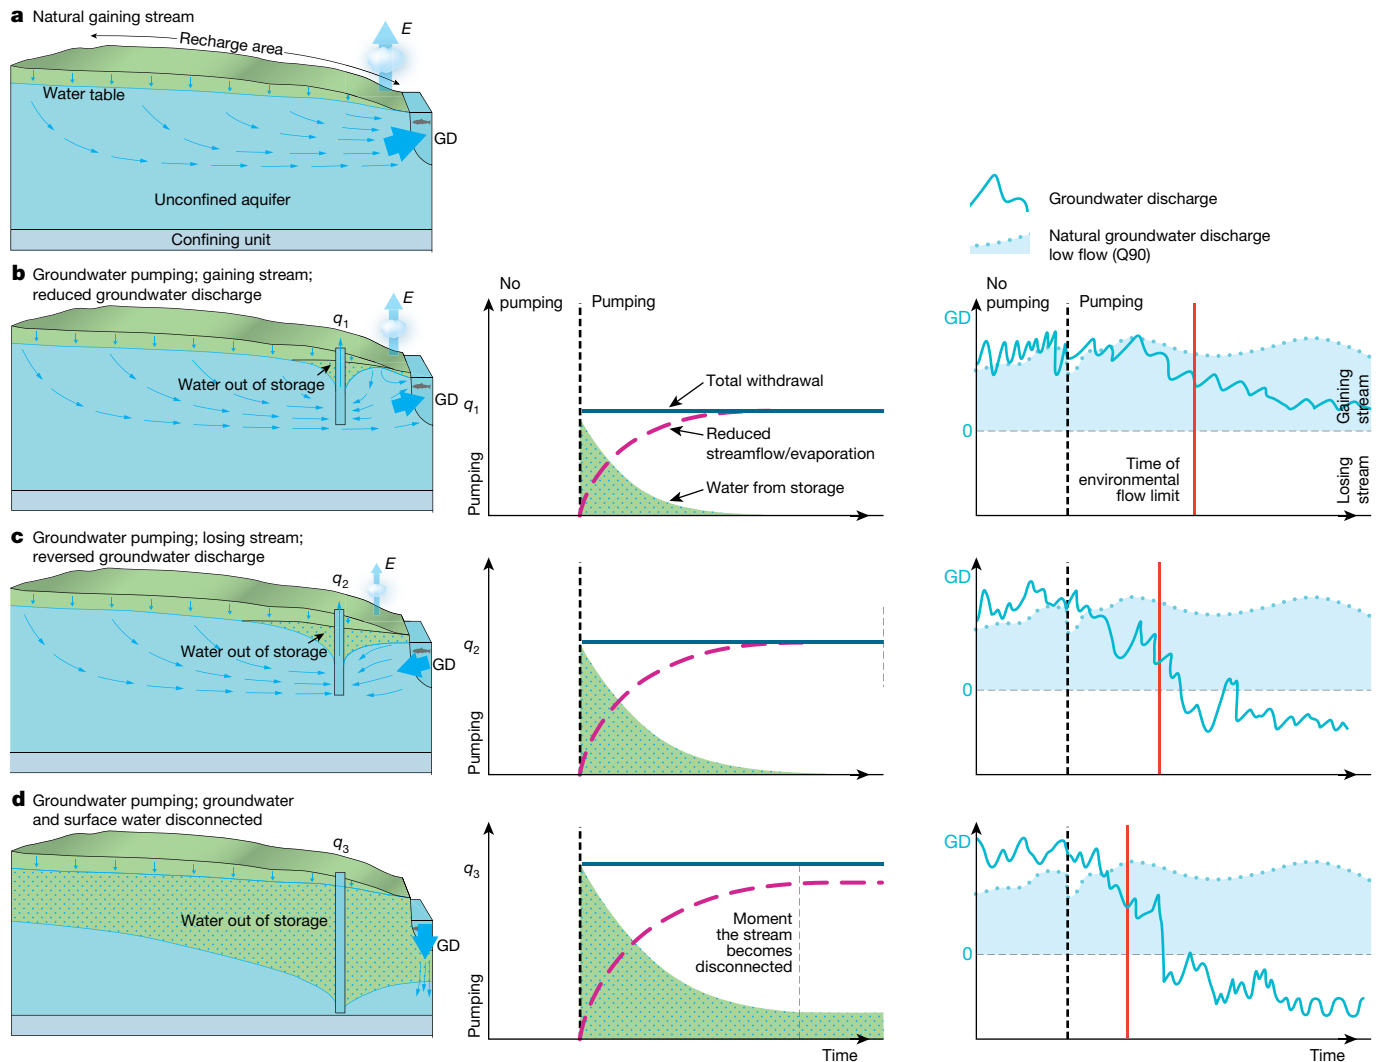 a Natural gaining stream
Recharge area
E
Water table
GD
Unconfined aquifer
Confining unit
Groundwater discharge
Natural groundwater discharge
low flow (Q90)
b Groundwater pumping; gaining stream;
reduced groundwater discharge
E
q1
Water out of storage
GD
No
pumping
Pumping
q1
Total withdrawal
Reduced
streamflow/evaporation
Water from storage
Pumping
No
pumping
Pumping
GD
0
Gaining
stream
Time of
environmental
flow limit
Losing
stream
c Groundwater pumping; losing stream;
reversed groundwater discharge
E
q2
Water out of storage
GD
q2
Pumping
GD
0
d Groundwater pumping; groundwater
and surface water disconnected
q3
Water out of storage
GD
q3
Moment
the stream
becomes
disconnected
Pumping
Time
GD
0
Time